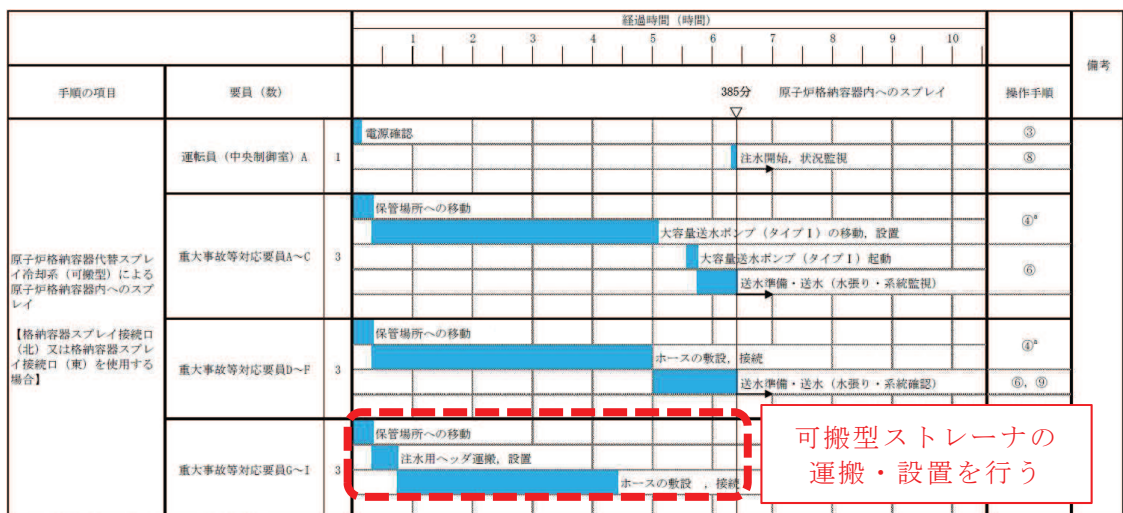 経過時間（時間）
1 2 3 4 5 6 7 8 9 10
備考
手順の項目
要員（数）
385分
原子炉格納容器内へのスプレイ
操作手順
▽
原子炉格納容器代替スプレ
イ冷却系（可搬型）による
原子炉格納容器内へのスプ
レイ
【格納容器スプレイ接続口
（北）又は格納容器スプレ
イ接続口（東）を使用する
場合】
運転員（中央制御室）A
1
電源確認
③
注水開始，状況監視
⑧
重大事故等対応要員A～C
3
保管場所への移動
大容量送水ポンプ（タイプⅠ）の移動，設置
④ª
大容量送水ポンプ（タイプⅠ）起動
送水準備・送水（水張り・系統監視）
⑥
重大事故等対応要員D～F
3
保管場所への移動
ホースの敷設，接続
④ª
送水準備・送水（水張り・系統確認）
⑥，⑨
重大事故等対応要員G～I
3
保管場所への移動
注水用ヘッダ運搬，設置
ホースの敷設　，接続
可搬型ストレーナの
運搬・設置を行う